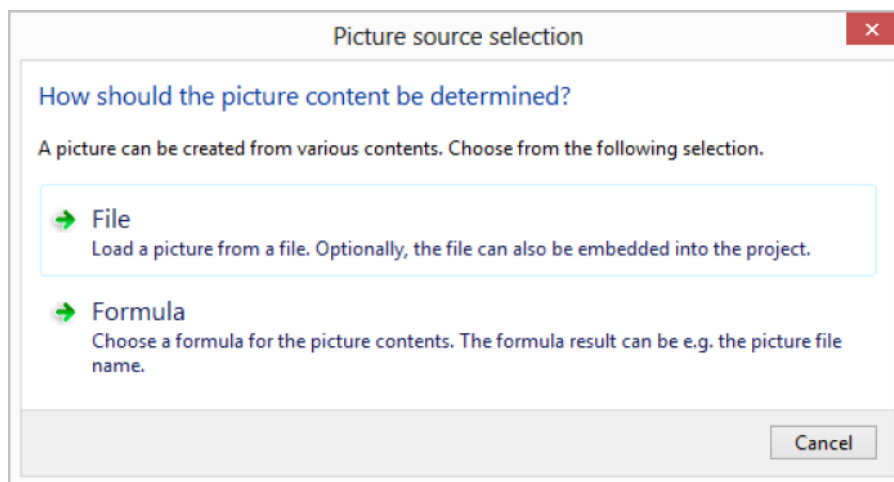 Picture source selection
How should the picture content be determined?
A picture can be created from various contents. Choose from the following selection.
File
Load a picture from a file. Optionally, the file can also be embedded into the project.
Formula
Choose a formula for the picture contents. The formula result can be e.g. the picture file
name.
Cancel